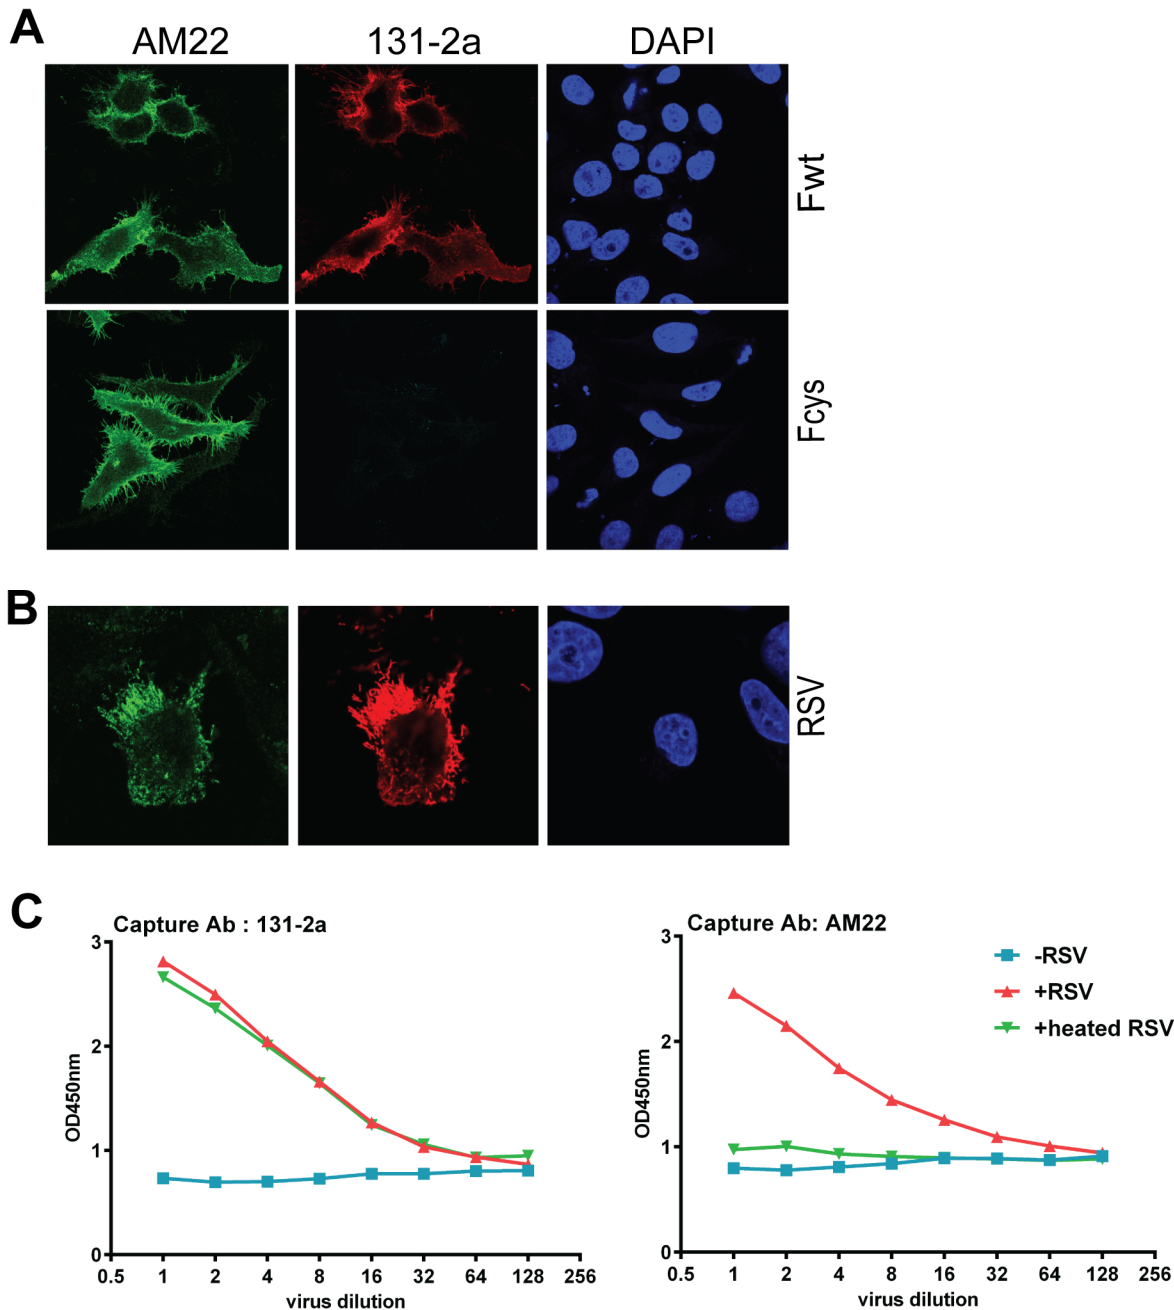 A
AM22
131-2a
DAPI
Fwt
Fcys
B
RSV
C
Capture Ab : 131-2a
3
2
1
0
OD450nm
0.5 1 2 4 8 16 32 64 128 256
virus dilution
Capture Ab: AM22
3
2
1
0
OD450nm
0.5 1 2 4 8 16 32 64 128 256
virus dilution
-RSV
+RSV
+heated RSV